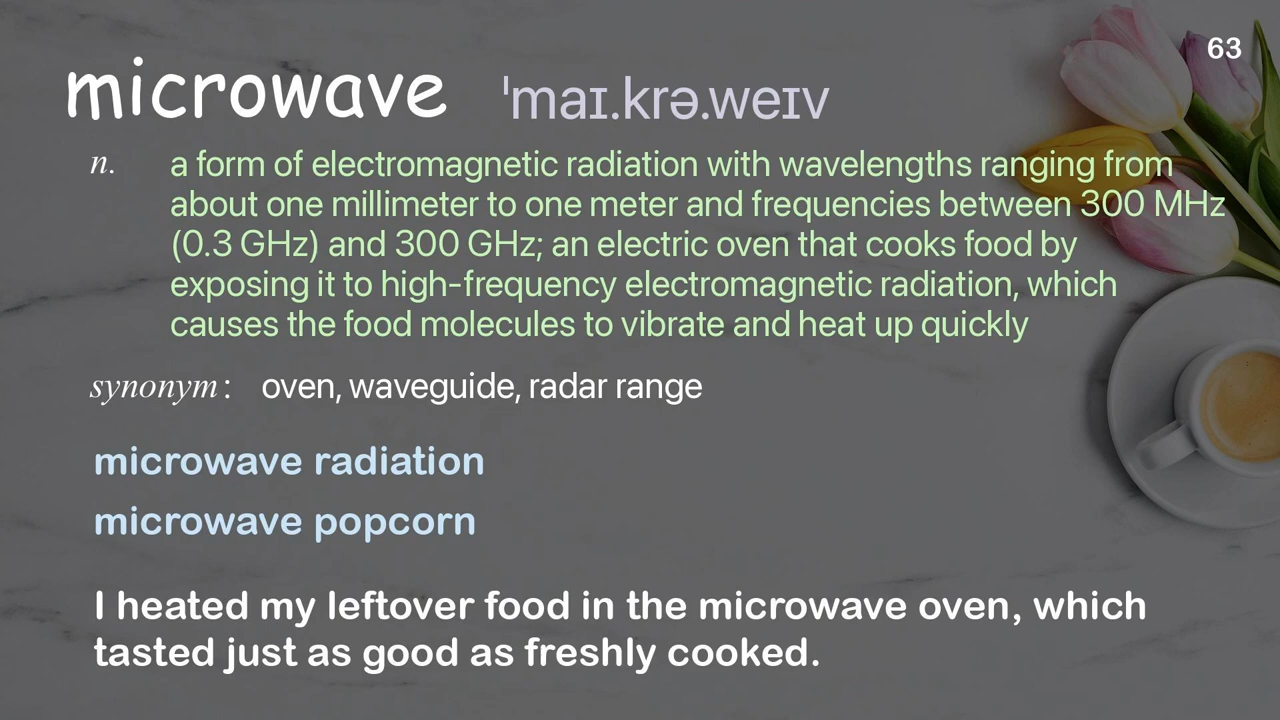 63
microwave ˈmaɪ.krə.weɪv
n. a form of electromagnetic radiation with wavelengths ranging from
about one millimeter to one meter and frequencies between 300 MHz
(0.3 GHz) and 300 GHz; an electric oven that cooks food by
exposing it to high-frequency electromagnetic radiation, which
causes the food molecules to vibrate and heat up quickly
synonym: oven, waveguide, radar range
microwave radiation
microwave popcorn
I heated my leftover food in the microwave oven, which
tasted just as good as freshly cooked.